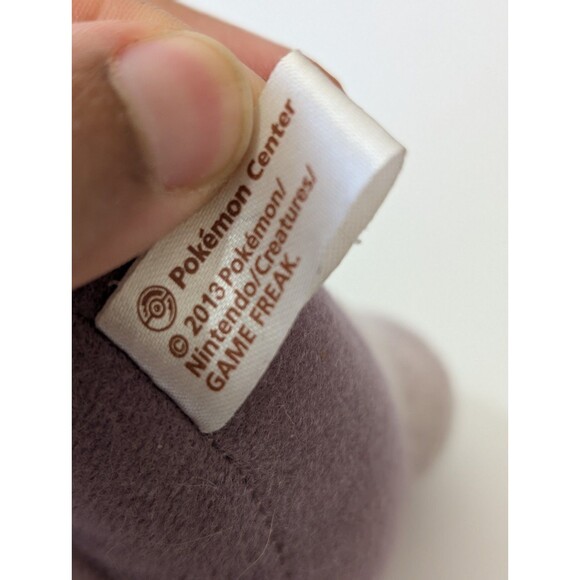 Pokémon Center
© 2013 Pokémon/
Nintendo/Creatures/
GAME FREAK.